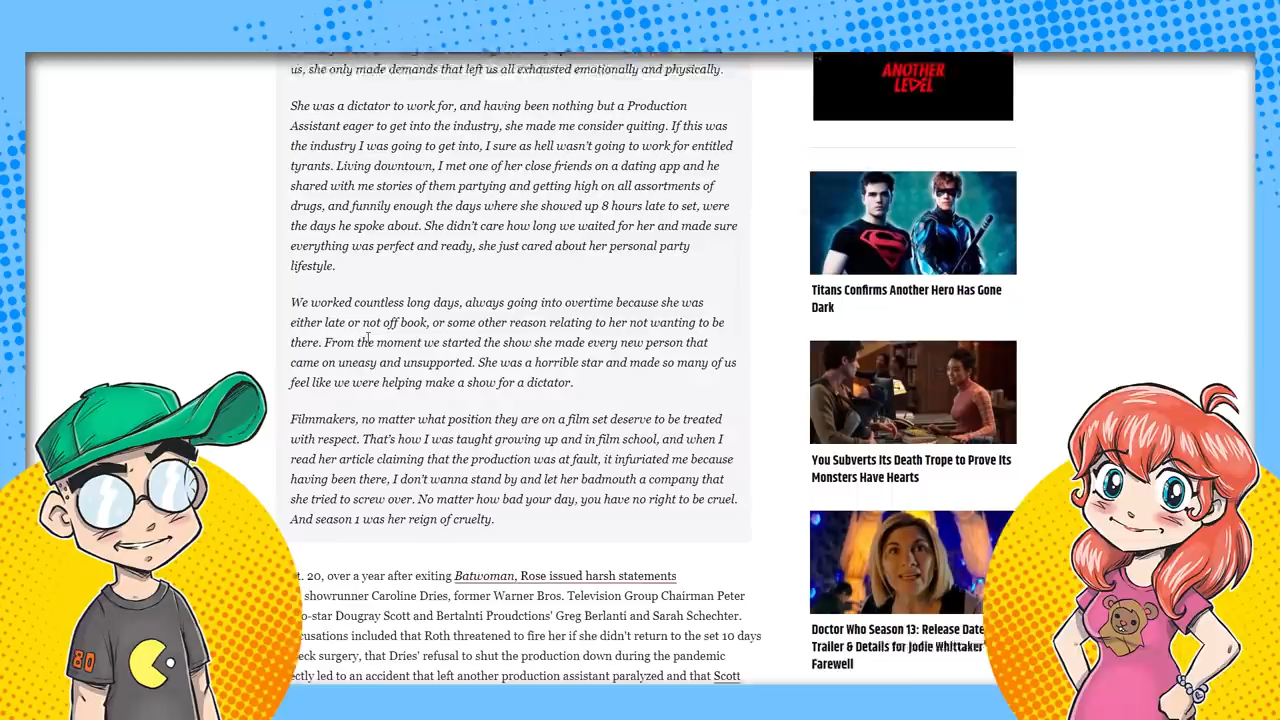 us, she only made demands that left us all exhausted emotionally and physically.
She was a dictator to work for, and having been nothing but a Production
Assistant eager to get into the industry, she made me consider quiting. If this was
the industry I was going to get into, I sure as hell wasn't going to work for entitled
tyrants. Living downtown, I met one of her close friends on a dating app and he
shared with me stories of them partying and getting high on all assortments of
drugs, and funnily enough the days where she showed up 8 hours late to set, were
the days he spoke about. She didn't care how long we waited for her and made sure
everything was perfect and ready, she just cared about her personal party
lifestyle.
We worked countless long days, always going into overtime because she was
either late or not off book, or some other reason relating to her not wanting to be
there. From the moment we started the show she made every new person that
came on uneasy and unsupported. She was a horrible star and made so many of us
feel like we were helping make a show for a dictator.
Filmmakers, no matter what position they are on a film set deserve to be treated
with respect. That's how I was taught growing up and in film school, and when I
read her article claiming that the production was at fault, it infuriated me because
having been there, I don't wanna stand by and let her badmouth a company that
she tried to screw over. No matter how bad your day, you have no right to be cruel.
And season 1 was her reign of cruelty.
t. 20, over a year after exiting Batwoman, Rose issued harsh statements
showrunner Caroline Dries, former Warner Bros. Television Group Chairman Peter
o-star Dougray Scott and Bertalnti Proudctions' Greg Berlanti and Sarah Schechter.
cusations included that Roth threatened to fire her if she didn't return to the set 10 days
eck surgery, that Dries' refusal to shut the production down during the pandemic
ectly led to an accident that left another production assistant paralyzed and that Scott
ANOTHER
LEVEL
Titans Confirms Another Hero Has Gone
Dark
You Subverts Its Death Trope to Prove Its
Monsters Have Hearts
Doctor Who Season 13: Release Date
Trailer & Details for Jodie Whittaker'
Farewell
80